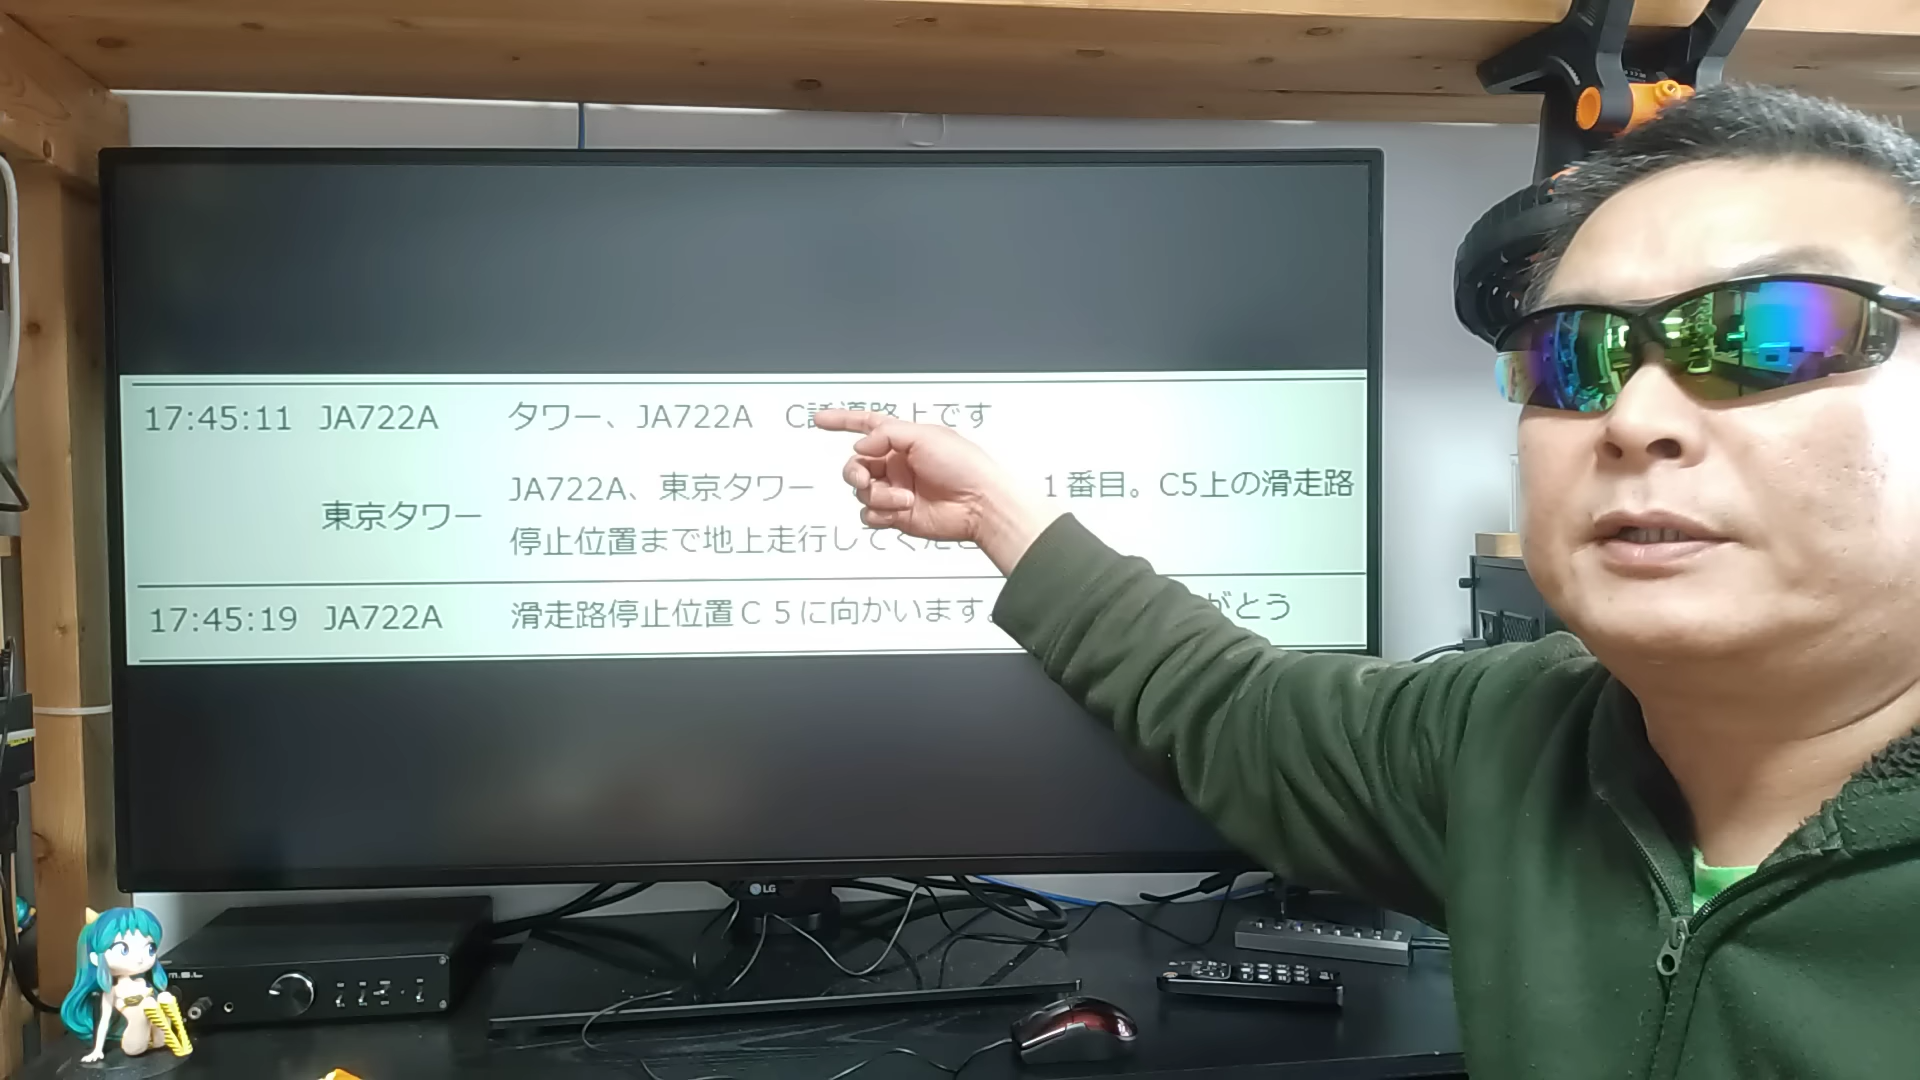 17:45:11 JA722A タワー、JA722A C誘導路上です
JA722A、東京タワー 1番目。C5上の滑走路
東京タワー
停止位置まで地上走行してくださ
17:45:19 JA722A 滑走路停止位置C5に向かいます。 がとう
LG
M.S.L